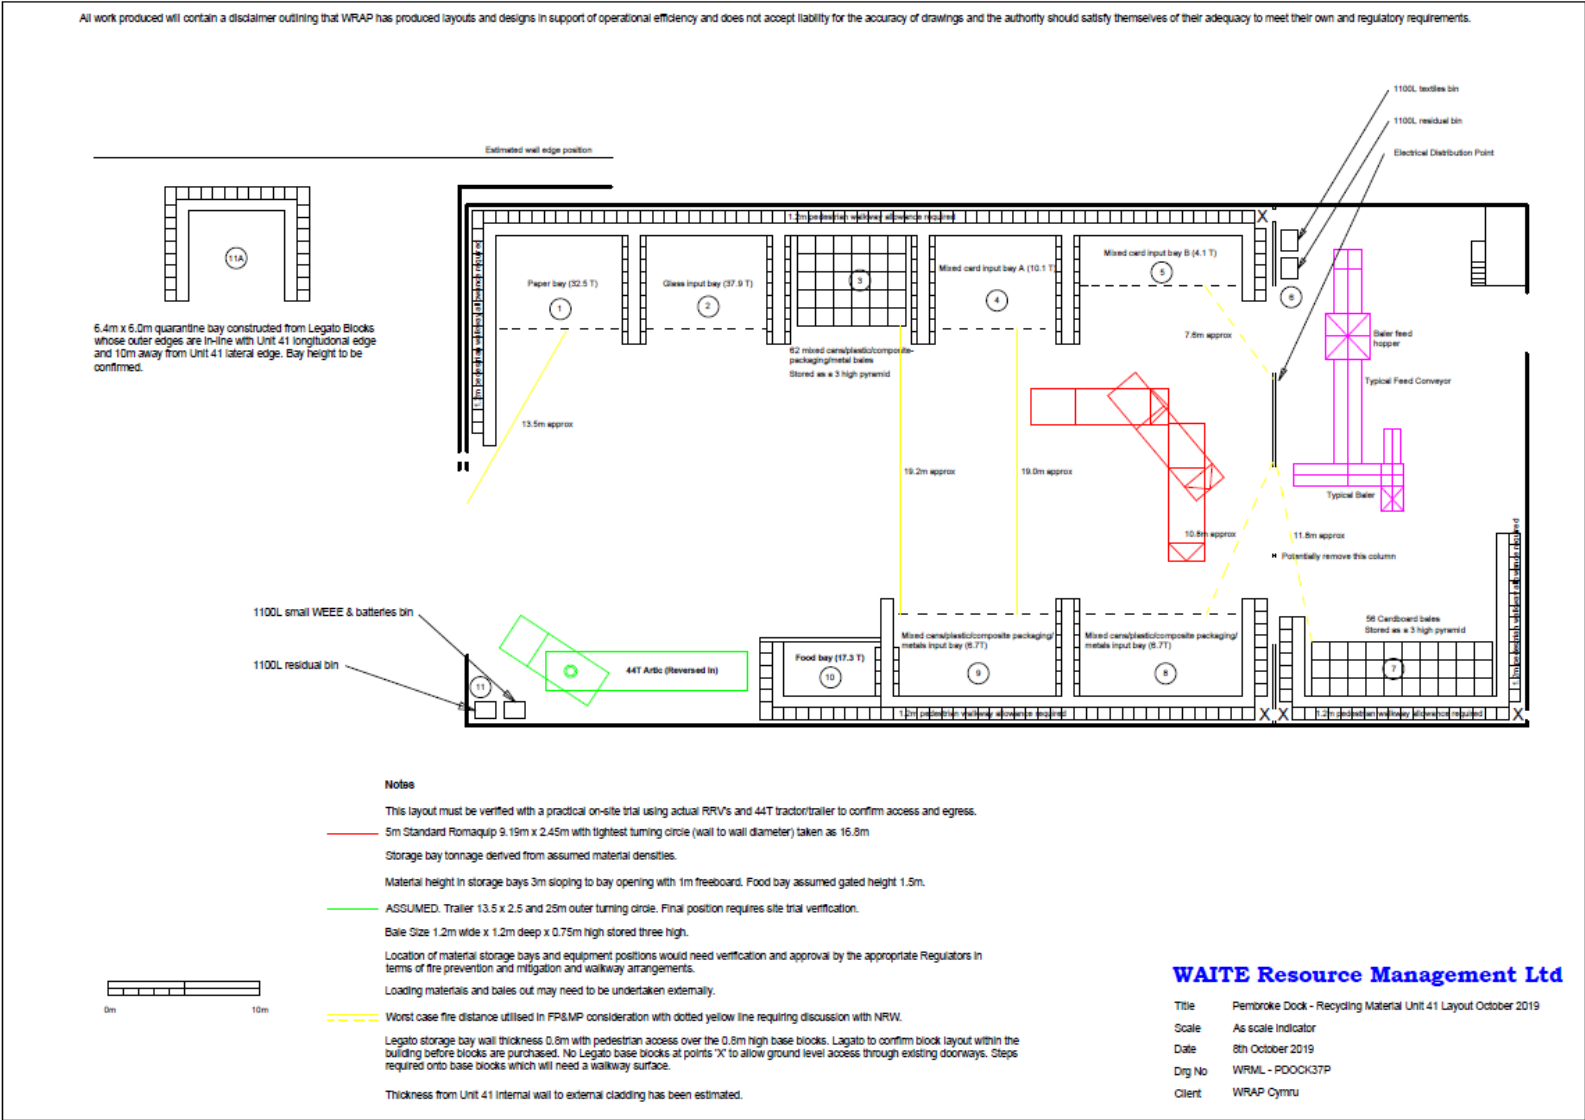 All work produced will contain a disclaimer outlining that WRAP has produced layouts and designs in support of operational efficiency and does not accept liability for the accuracy of drawings and the authority should satisfy themselves of their adequacy to meet their own and regulatory requirements.
1100L textiles bin
1100L residual bin
Electrical Distribution Point
Estimated wall edge position
1.2m pedestrian walkway allowance required
X
11A
6.4m x 6.0m quarantine bay constructed from Legato Blocks
whose outer edges are in-line with Unit 41 longitudonal edge
and 10m away from Unit 41 lateral edge. Bay height to be
confirmed.
1.2m pedestrian walkway allowance required
Paper bay (32.5 T)
1
Glass input bay (37.9 T)
2
3
62 mixed cans/plastic/composite-
packaging/metal bales
Stored as a 3 high pyramid
Mixed card input bay A (10.1 T)
4
Mixed card input bay B (4.1 T)
5
6
7.6m approx
Baler feed
hopper
Typical Feed Conveyor
13.5m approx
19.2m approx
19.0m approx
Typical Baler
10.8m approx
11.8m approx
Potentially remove this column
1.2m pedestrian walkway allowance required
1100L small WEEE & batteries bin
1100L residual bin
11
44T Artic (Reversed In)
Food bay (17.3 T)
10
Mixed cans/plastic/composite packaging/
metals input bay (6.7T)
9
Mixed cans/plastic/composite packaging/
metals input bay (6.7T)
8
56 Cardboard bales
Stored as a 3 high pyramid
7
1.2m pedestrian walkway allowance required
X X
1.2m pedestrian walkway allowance required
X
Notes
This layout must be verified with a practical on-site trial using actual RRV's and 44T tractor/trailer to confirm access and egress.
5m Standard Romaquip 9.19m x 2.45m with tightest turning circle (wall to wall diameter) taken as 16.8m
Storage bay tonnage derived from assumed material densities.
Material height in storage bays 3m sloping to bay opening with 1m freeboard. Food bay assumed gated height 1.5m.
ASSUMED. Trailer 13.5 x 2.5 and 25m outer turning circle. Final position requires site trial verification.
Bale Size 1.2m wide x 1.2m deep x 0.75m high stored three high.
Location of material storage bays and equipment positions would need verification and approval by the appropriate Regulators in
terms of fire prevention and mitigation and walkway arrangements.
Loading materials and bales out may need to be undertaken externally.
Worst case fire distance utilised in FP&MP consideration with dotted yellow line requiring discussion with NRW.
Legato storage bay wall thickness 0.8m with pedestrian access over the 0.8m high base blocks. Lagato to confirm block layout within the
building before blocks are purchased. No Legato base blocks at points 'X' to allow ground level access through existing doorways. Steps
required onto base blocks which will need a walkway surface.
Thickness from Unit 41 internal wall to external cladding has been estimated.
0m 10m
WAITE Resource Management Ltd
Title Pembroke Dock - Recycling Material Unit 41 Layout October 2019
Scale As scale indicator
Date 8th October 2019
Drg No WRML - PDOCK37P
Client WRAP Cymru